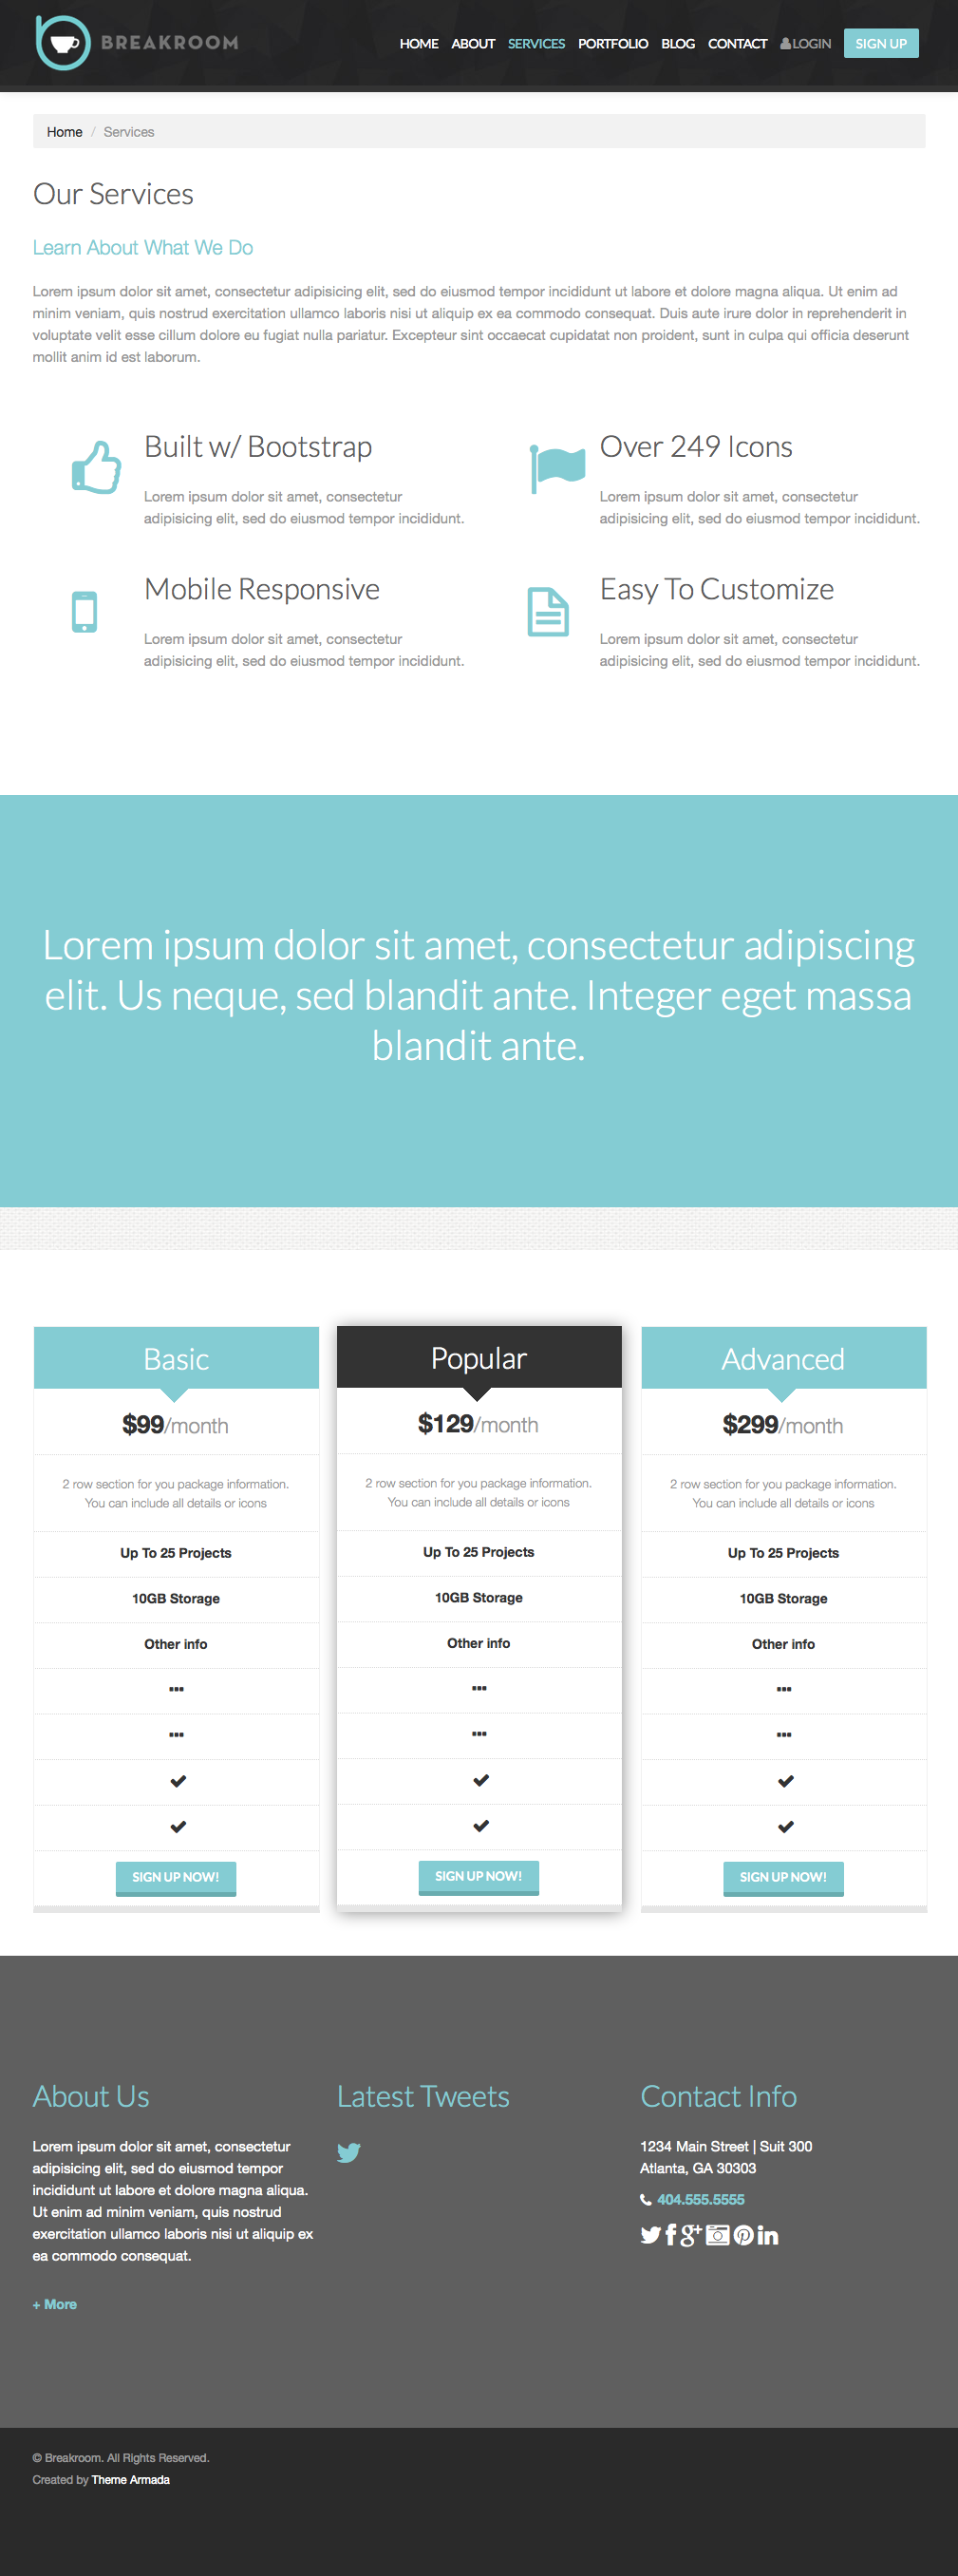 BREAKROOM
HOME ABOUT SERVICES PORTFOLIO BLOG CONTACT LOGIN SIGN UP
Home / Services
Our Services
Learn About What We Do
Lorem ipsum dolor sit amet, consectetur adipisicing elit, sed do eiusmod tempor incididunt ut labore et dolore magna aliqua. Ut enim ad
minim veniam, quis nostrud exercitation ullamco laboris nisi ut aliquip ex ea commodo consequat. Duis aute irure dolor in reprehenderit in
voluptate velit esse cillum dolore eu fugiat nulla pariatur. Excepteur sint occaecat cupidatat non proident, sunt in culpa qui officia deserunt
mollit anim id est laborum.
Built w/ Bootstrap
Lorem ipsum dolor sit amet, consectetur
adipisicing elit, sed do eiusmod tempor incididunt.
Over 249 Icons
Lorem ipsum dolor sit amet, consectetur
adipisicing elit, sed do eiusmod tempor incididunt.
Mobile Responsive
Lorem ipsum dolor sit amet, consectetur
adipisicing elit, sed do eiusmod tempor incididunt.
Easy To Customize
Lorem ipsum dolor sit amet, consectetur
adipisicing elit, sed do eiusmod tempor incididunt.
Lorem ipsum dolor sit amet, consectetur adipiscing
elit. Us neque, sed blandit ante. Integer eget massa
blandit ante.
Basic
$99/month
2 row section for you package information.
You can include all details or icons
Up To 25 Projects
10GB Storage
Other info
SIGN UP NOW!
Popular
$129/month
2 row section for you package information.
You can include all details or icons
Up To 25 Projects
10GB Storage
Other info
SIGN UP NOW!
Advanced
$299/month
2 row section for you package information.
You can include all details or icons
Up To 25 Projects
10GB Storage
Other info
SIGN UP NOW!
About Us
Lorem ipsum dolor sit amet, consectetur
adipisicing elit, sed do eiusmod tempor
incididunt ut labore et dolore magna aliqua.
Ut enim ad minim veniam, quis nostrud
exercitation ullamco laboris nisi ut aliquip ex
ea commodo consequat.
+ More
Latest Tweets
Contact Info
1234 Main Street | Suit 300
Atlanta, GA 30303
404.555.5555
© Breakroom. All Rights Reserved.
Created by Theme Armada